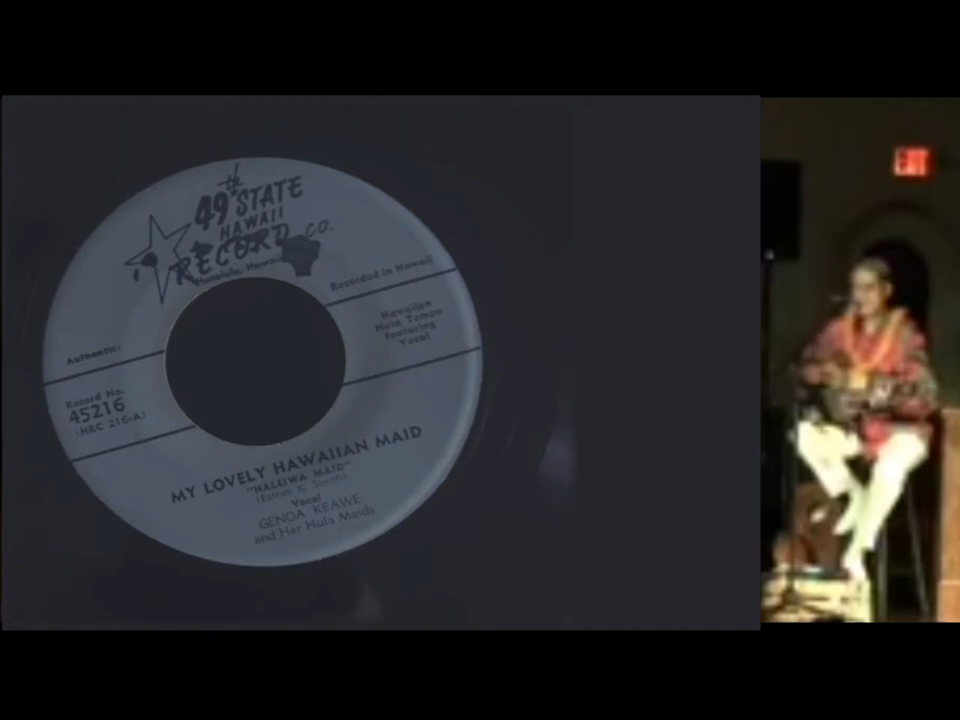 the
49th STATE
HAWAII
RECORD CO.
Honolulu, Hawaii
Recorded in Hawaii
Hawaiian
Hula Tempo
featuring
Vocal
Authentic
Record No.
45216
(HRC 216-A)
MY LOVELY HAWAIIAN MAID
"HALEIWA MAID"
(Esther K. Smith)
Vocal
GENOA KEAWE
and Her Hula Maids
EXIT